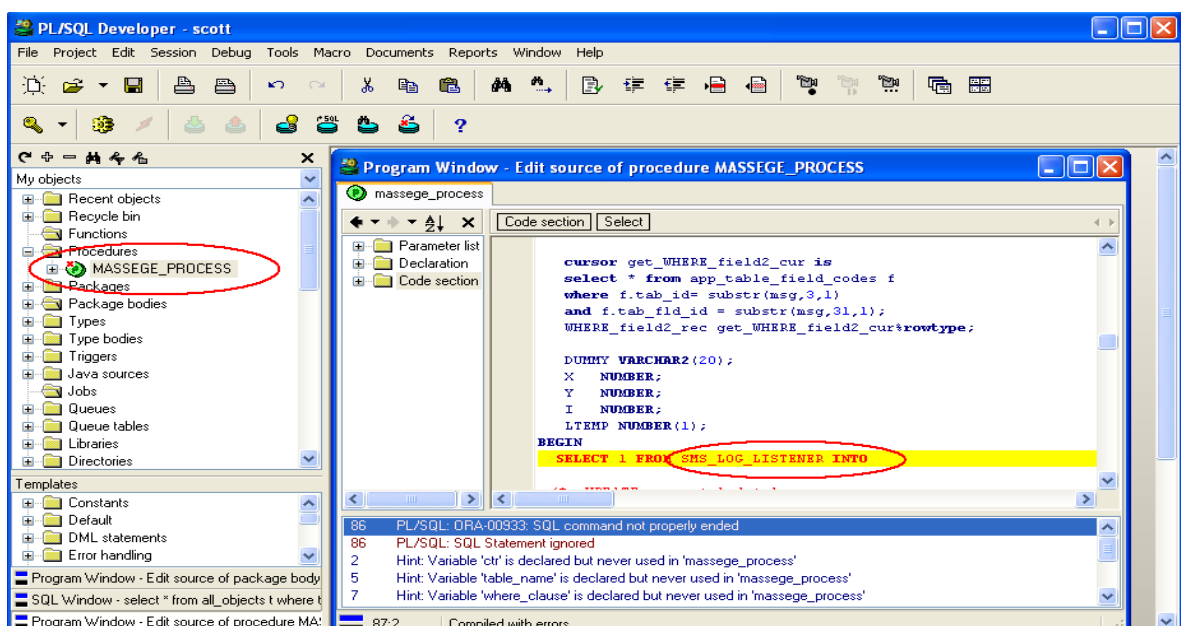 PL/SQL Developer - scott
File Project Edit Session Debug Tools Macro Documents Reports Window Help
SQL
?
My objects
Recent objects
Recycle bin
Functions
Procedures
MASSEGE_PROCESS
Packages
Package bodies
Types
Type bodies
Triggers
Java sources
Jobs
Queues
Queue tables
Libraries
Directories
Templates
Constants
Default
DML statements
Error handling
Program Window - Edit source of package body
SQL Window - select * from all_objects t where t
Program Window - Edit source of procedure MA
Program Window - Edit source of procedure MASSEGE_PROCESS
massege_process
Code section Select
Parameter list
Declaration
Code section
cursor get_WHERE_field2_cur is
select * from app_table_field_codes f
where f.tab_id= substr(msg,3,1)
and f.tab_fld_id = substr(msg,31,1);
WHERE_field2_rec get_WHERE_field2_cur%rowtype;
DUMMY VARCHAR2(20);
X NUMBER;
Y NUMBER;
I NUMBER;
LTEMP NUMBER(1);
BEGIN
SELECT 1 FROM SMS_LOG_LISTENER INTO
86 PL/SQL: ORA-00933: SQL command not properly ended
86 PL/SQL: SQL Statement ignored
2 Hint: Variable 'ctr' is declared but never used in 'massege_process'
5 Hint: Variable 'table_name' is declared but never used in 'massege_process'
7 Hint: Variable 'where_clause' is declared but never used in 'massege_process'
87:2 Compiled with errors